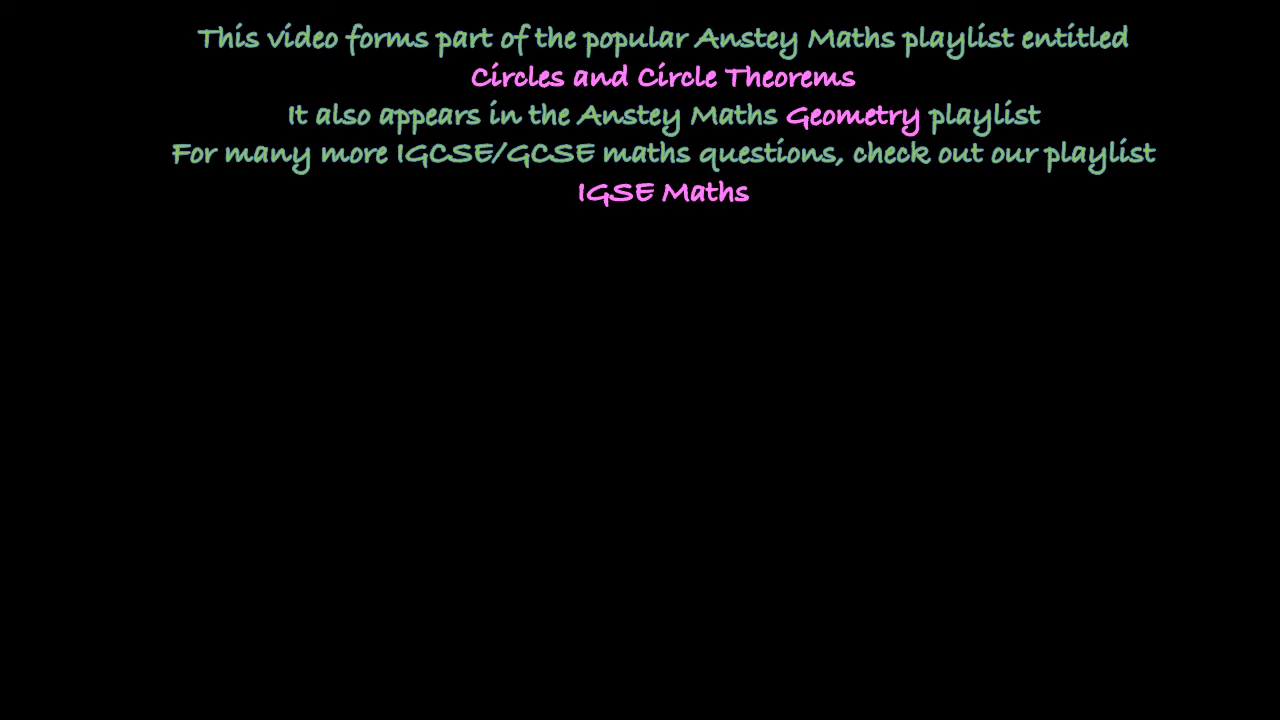 This video forms part of the popular Anstey Maths playlist entitled
Circles and Circle Theorems
It also appears in the Anstey Maths Geometry playlist
For many more IGCSE/GCSE maths questions, check out our playlist
IGSE Maths